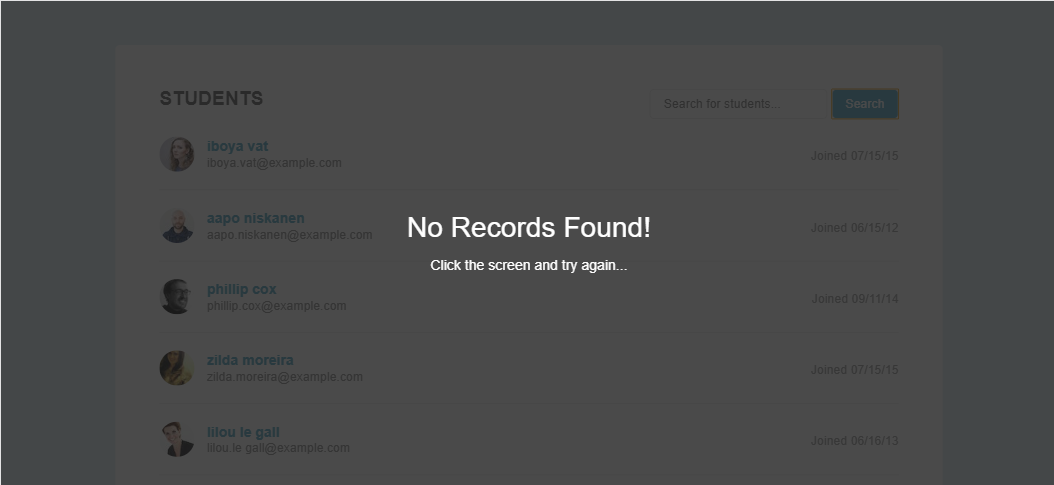 STUDENTS
Search for students...
Search
iboya vat
iboya.vat@example.com
Joined 07/15/15
aapo niskanen
aapo.niskanen@example.com
Joined 06/15/12
No Records Found!
Click the screen and try again...
phillip cox
phillip.cox@example.com
Joined 09/11/14
zilda moreira
zilda.moreira@example.com
Joined 07/15/15
lilou le gall
lilou.le gall@example.com
Joined 06/16/13